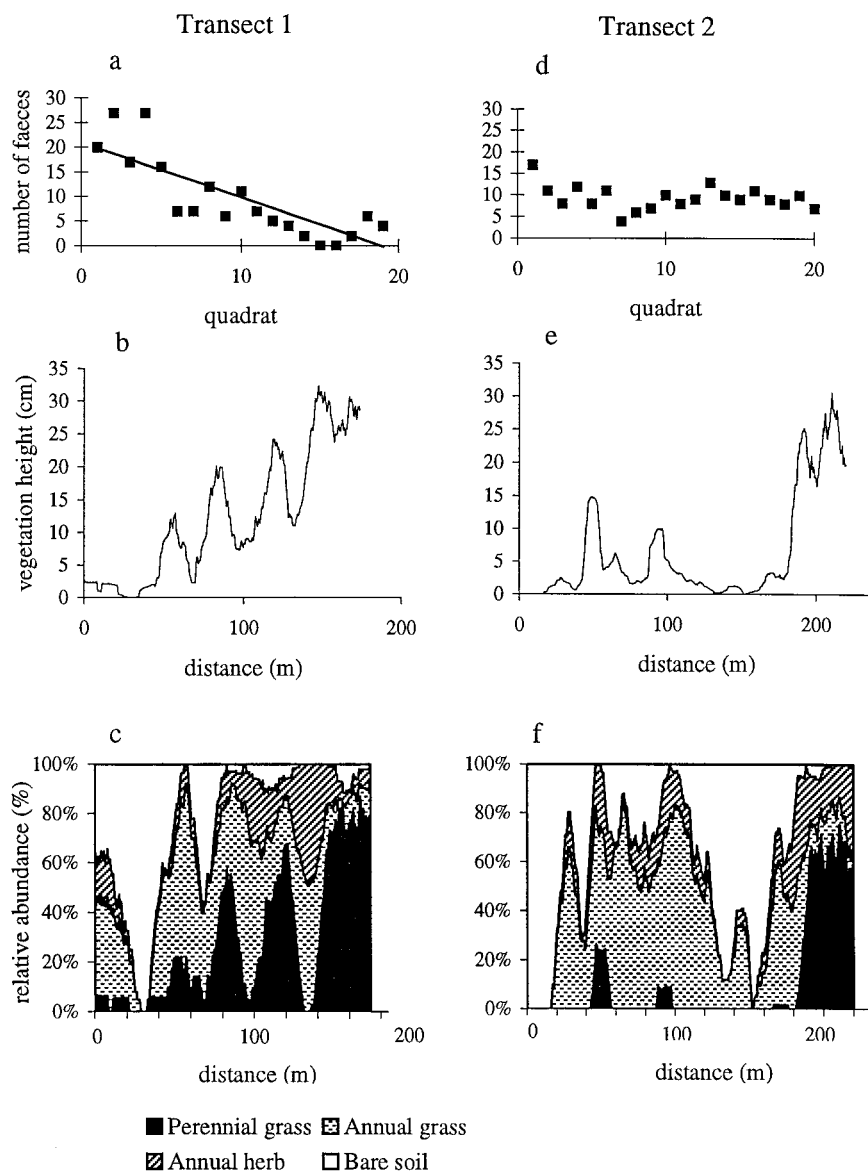 Transect 1
Transect 2
a
number of faeces
30
25
20
15
10
5
0
0 10 20
quadrat
d
30
25
20
15
10
5
0
0 10 20
quadrat
b
vegetation height (cm)
35
30
25
20
15
10
5
0
0 100 200
distance (m)
e
35
30
25
20
15
10
5
0
0 100 200
distance (m)
c
relative abundance (%)
100%
80%
60%
40%
20%
0%
0 100 200
distance (m)
f
100%
80%
60%
40%
20%
0%
0 100 200
distance (m)
Perennial grass Annual grass
Annual herb Bare soil